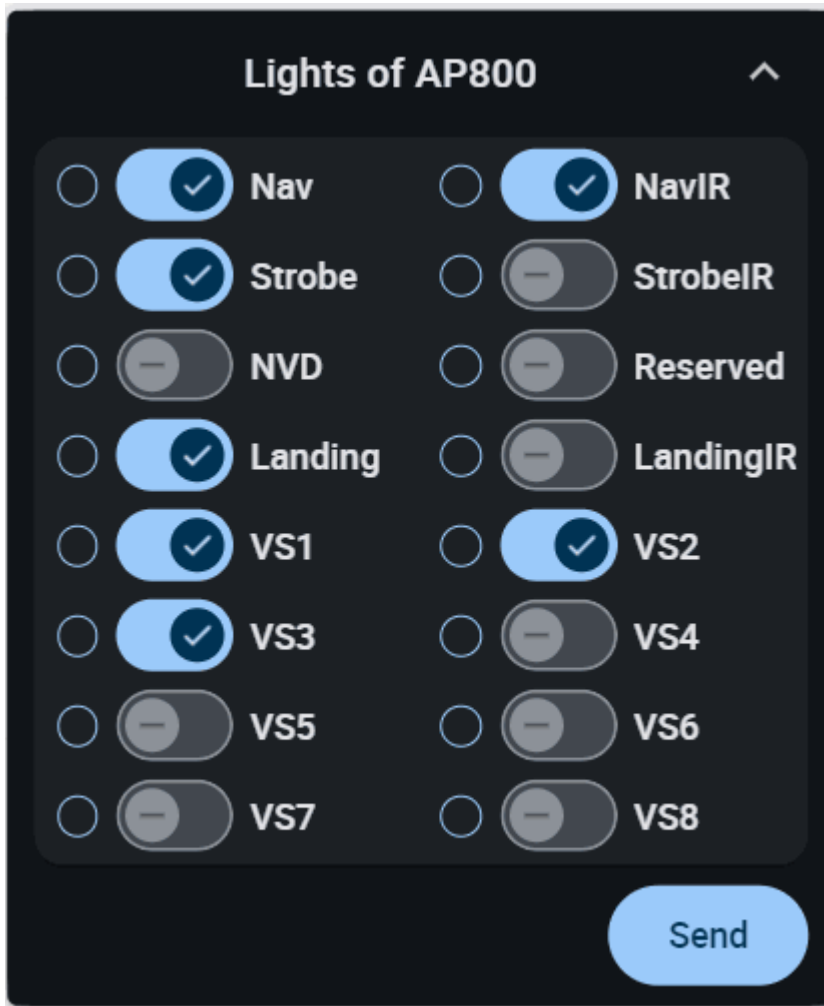 Lights of AP800
Nav NavIR
Strobe StrobeIR
NVD Reserved
Landing LandingIR
VS1 VS2
VS3 VS4
VS5 VS6
VS7 VS8
Send